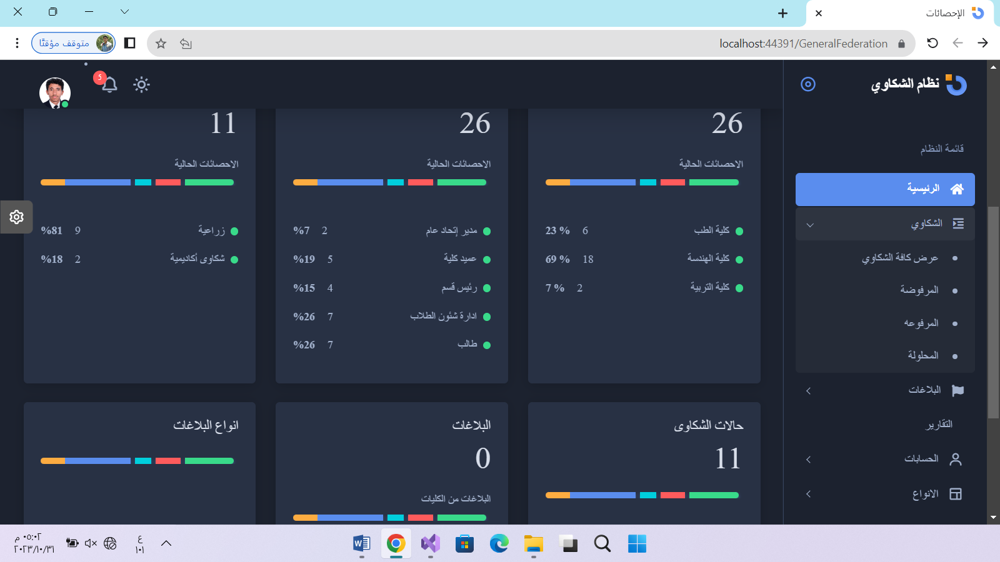 الإحصائات
localhost:44391/GeneralFederation
متوقف مؤقتًا
نظام الشكاوي
5
قائمة النظام
الرئيسية
الشكاوي
عرض كافة الشكاوي
المرفوضة
المرفوعه
المحلولة
البلاغات
التقارير
الحسابات
الانواع
26
الاحصائات الحالية
كلية الطب 6 23 %
كلية الهندسة 18 69 %
كلية التربية 2 7 %
26
الاحصائات الحالية
مدير إتحاد عام 2 %7
عميد كلية 5 %19
رئيس قسم 4 %15
ادارة شئون الطلاب 7 %26
طالب 7 %26
11
الاحصائات الحالية
زراعية 9 %81
شكاوى أكاديمية 2 %18
حالات الشكاوى
11
البلاغات
0
البلاغات من الكليات
انواع البلاغات
ع
١٠١
٠٥:٠٢ م
٢٠٢٣/١٠/٣١